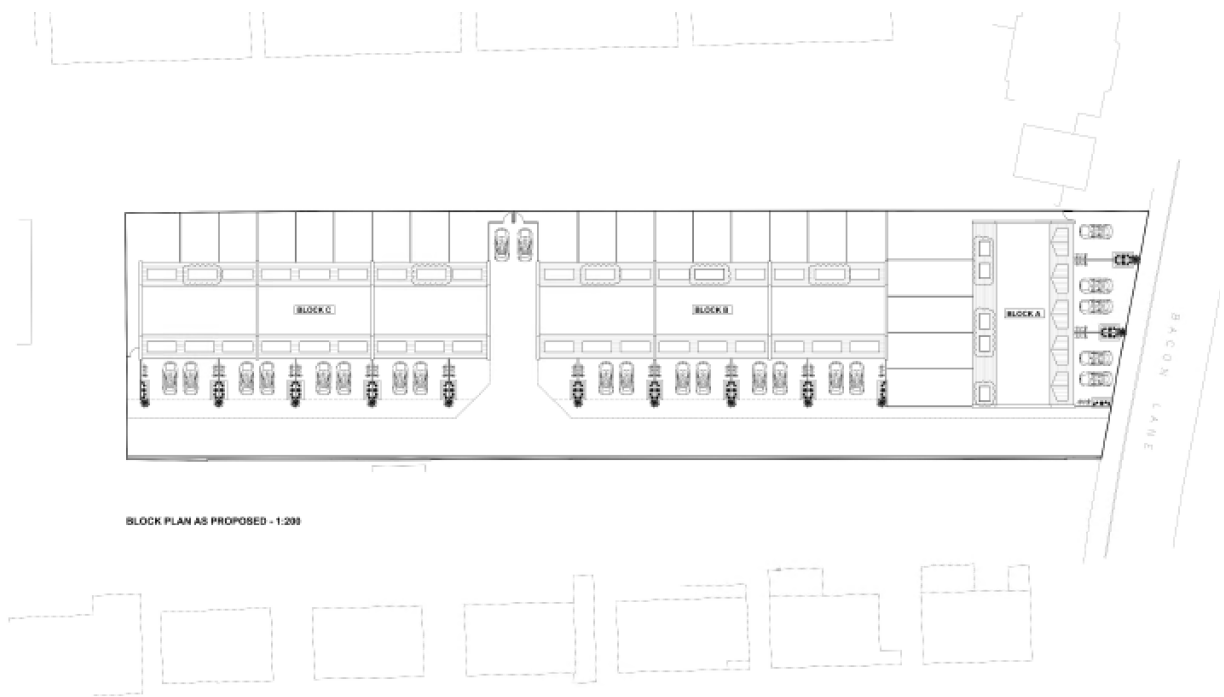 BLOCK C
BLOCK B
BLOCK A
BACON LANE
BLOCK PLAN AS PROPOSED - 1:200